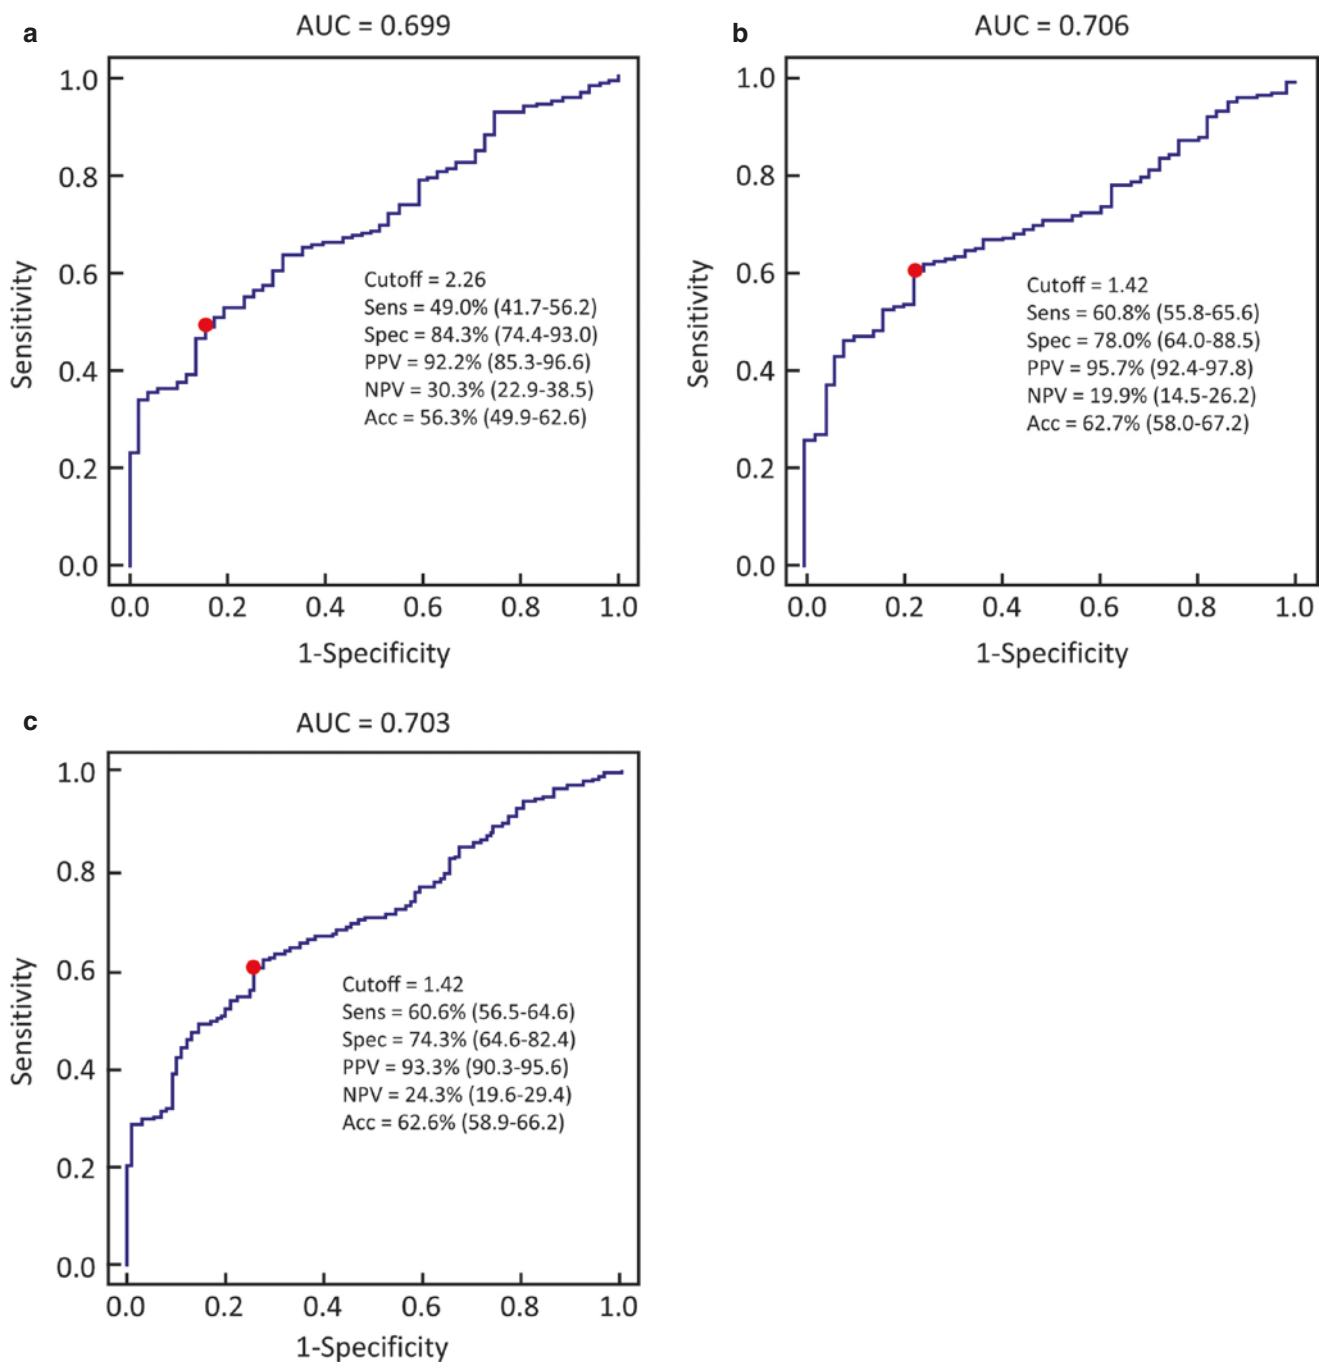 a
AUC = 0.699
1.0
0.8
0.6
0.4
0.2
0.0
Sensitivity
Cutoff = 2.26
Sens = 49.0% (41.7-56.2)
Spec = 84.3% (74.4-93.0)
PPV = 92.2% (85.3-96.6)
NPV = 30.3% (22.9-38.5)
Acc = 56.3% (49.9-62.6)
0.0 0.2 0.4 0.6 0.8 1.0
1-Specificity
b
AUC = 0.706
1.0
0.8
0.6
0.4
0.2
0.0
Sensitivity
Cutoff = 1.42
Sens = 60.8% (55.8-65.6)
Spec = 78.0% (64.0-88.5)
PPV = 95.7% (92.4-97.8)
NPV = 19.9% (14.5-26.2)
Acc = 62.7% (58.0-67.2)
0.0 0.2 0.4 0.6 0.8 1.0
1-Specificity
c
AUC = 0.703
1.0
0.8
0.6
0.4
0.2
0.0
Sensitivity
Cutoff = 1.42
Sens = 60.6% (56.5-64.6)
Spec = 74.3% (64.6-82.4)
PPV = 93.3% (90.3-95.6)
NPV = 24.3% (19.6-29.4)
Acc = 62.6% (58.9-66.2)
0.0 0.2 0.4 0.6 0.8 1.0
1-Specificity